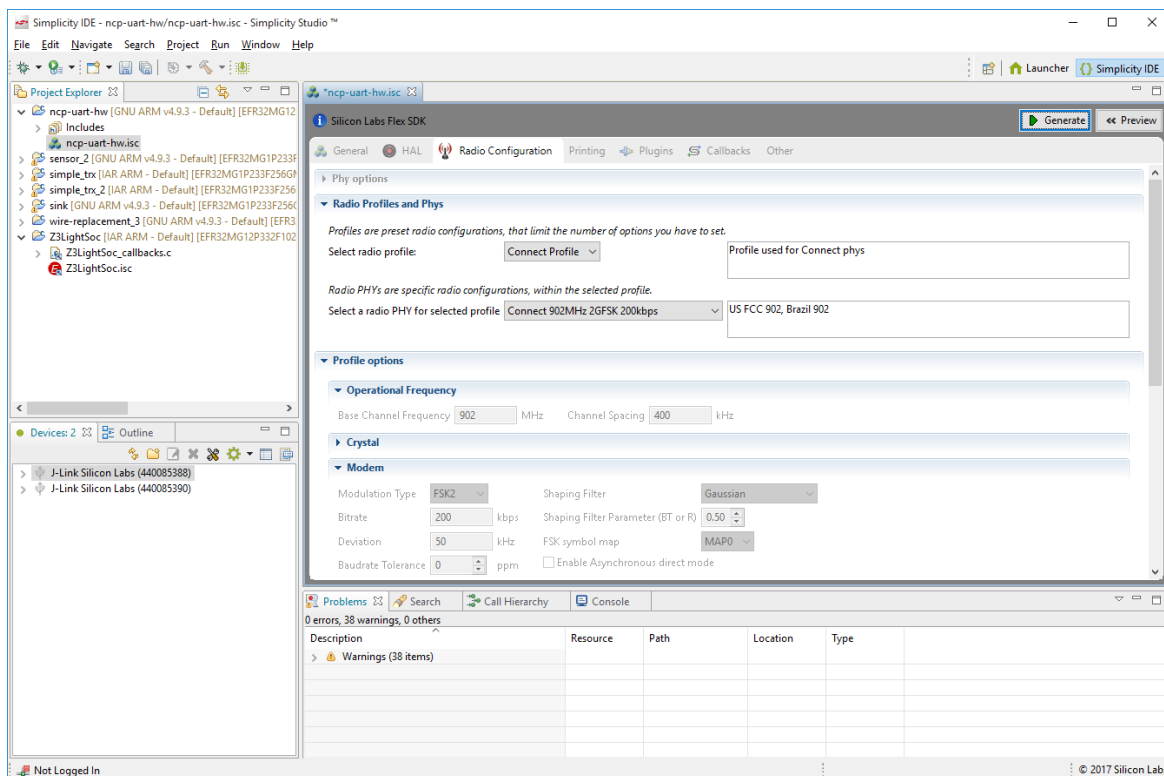 Simplicity IDE - ncp-uart-hw/ncp-uart-hw.isc - Simplicity Studio ™
File Edit Navigate Search Project Run Window Help
Launcher Simplicity IDE
Project Explorer
ncp-uart-hw [GNU ARM v4.9.3 - Default] [EFR32MG12
Includes
ncp-uart-hw.isc
sensor_2 [GNU ARM v4.9.3 - Default] [EFR32MG1P233F
simple_trx [IAR ARM - Default] [EFR32MG1P233F256GM
simple_trx_2 [IAR ARM - Default] [EFR32MG1P233F256
sink [GNU ARM v4.9.3 - Default] [EFR32MG1P233F256G
wire-replacement_3 [GNU ARM v4.9.3 - Default] [EFR3
Z3LightSoc [IAR ARM - Default] [EFR32MG12P332F102
Z3LightSoc_callbacks.c
Z3LightSoc.isc
Devices: 2 Outline
J-Link Silicon Labs (440085388)
J-Link Silicon Labs (440085390)
*ncp-uart-hw.isc
Silicon Labs Flex SDK Generate Preview
General HAL Radio Configuration Printing Plugins Callbacks Other
Phy options
Radio Profiles and Phys
Profiles are preset radio configurations, that limit the number of options you have to set.
Select radio profile: Connect Profile Profile used for Connect phys
Radio PHYs are specific radio configurations, within the selected profile.
Select a radio PHY for selected profile Connect 902MHz 2GFSK 200kbps US FCC 902, Brazil 902
Profile options
Operational Frequency
Base Channel Frequency 902 MHz Channel Spacing 400 kHz
Crystal
Modem
Modulation Type FSK2 Shaping Filter Gaussian
Bitrate 200 kbps Shaping Filter Parameter (BT or R) 0.50
Deviation 50 kHz FSK symbol map MAP0
Baudrate Tolerance 0 ppm Enable Asynchronous direct mode
Problems Search Call Hierarchy Console
0 errors, 38 warnings, 0 others
Description Resource Path Location Type
Warnings (38 items)
Not Logged In © 2017 Silicon Lab